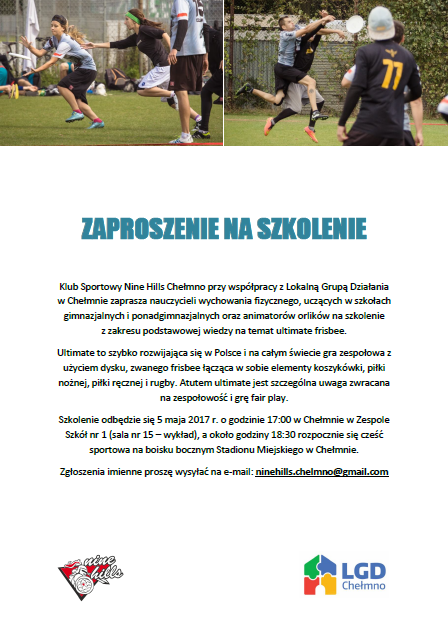 77
ZAPROSZENIE NA SZKOLENIE
Klub Sportowy Nine Hills Chełmno przy współpracy z Lokalną Grupą Działania
w Chełmnie zaprasza nauczycieli wychowania fizycznego, uczących w szkołach
gimnazjalnych i ponadgimnazjalnych oraz animatorów orlików na szkolenie
z zakresu podstawowej wiedzy na temat ultimate frisbee.
Ultimate to szybko rozwijająca się w Polsce i na całym świecie gra zespołowa z
użyciem dysku, zwanego frisbee łącząca w sobie elementy koszykówki, piłki
nożnej, piłki ręcznej i rugby. Atutem ultimate jest szczególna uwaga zwracana
na zespołowość i grę fair play.
Szkolenie odbędzie się 5 maja 2017 r. o godzinie 17:00 w Chełmnie w Zespole
Szkół nr 1 (sala nr 15 – wykład), a około godziny 18:30 rozpocznie się cześć
sportowa na boisku bocznym Stadionu Miejskiego w Chełmnie.
Zgłoszenia imienne proszę wysyłać na e-mail: ninehills.chelmno@gmail.com
nine
hills
LGD
Chełmno